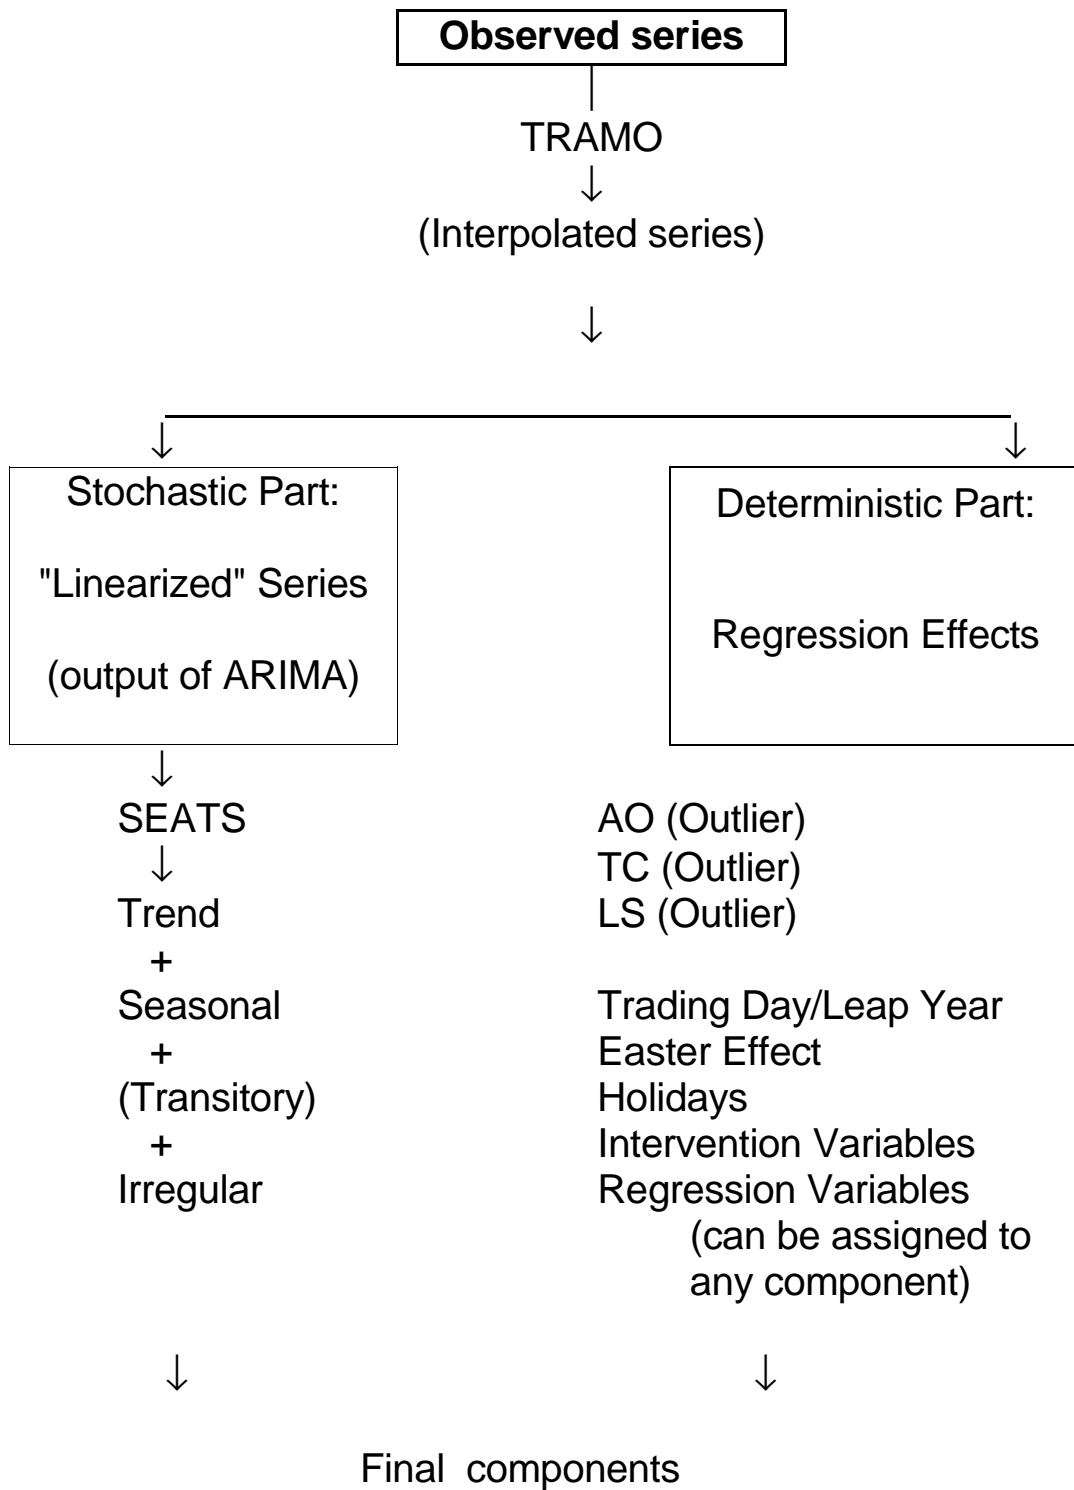 Observed series
TRAMO
↓
(Interpolated series)
↓
↓ ↓
Stochastic Part:
"Linearized" Series
(output of ARIMA)
Deterministic Part:
Regression Effects
↓
SEATS
↓
Trend
+
Seasonal
+
(Transitory)
+
Irregular
AO (Outlier)
TC (Outlier)
LS (Outlier)
Trading Day/Leap Year
Easter Effect
Holidays
Intervention Variables
Regression Variables
(can be assigned to
any component)
↓ ↓
Final components